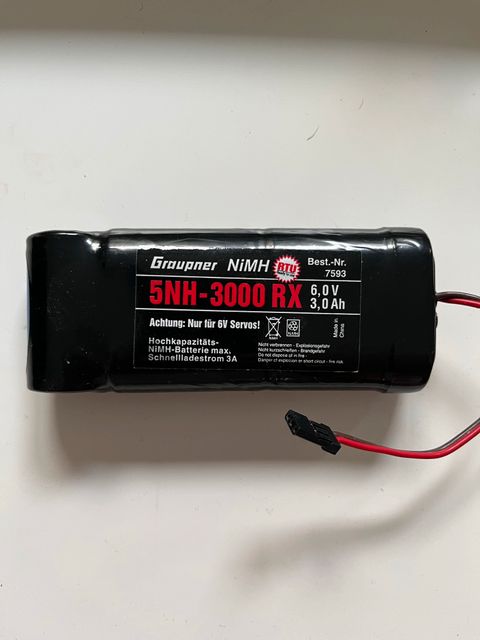 Graupner NiMH BTU Best.-Nr.
7593
5NH-3000 RX 6,0 V
3,0 Ah
Achtung: Nur für 6V Servos!
Hochkapazitäts-
NiMH-Batterie max.
Schnellladestrom 3A
Nicht verbrennen - Explosionsgefahr
Nicht kurzschließen - Brandgefahr
Do not dispose of in fire -
Danger of explosion or short circuit - fire risk
Made in
China